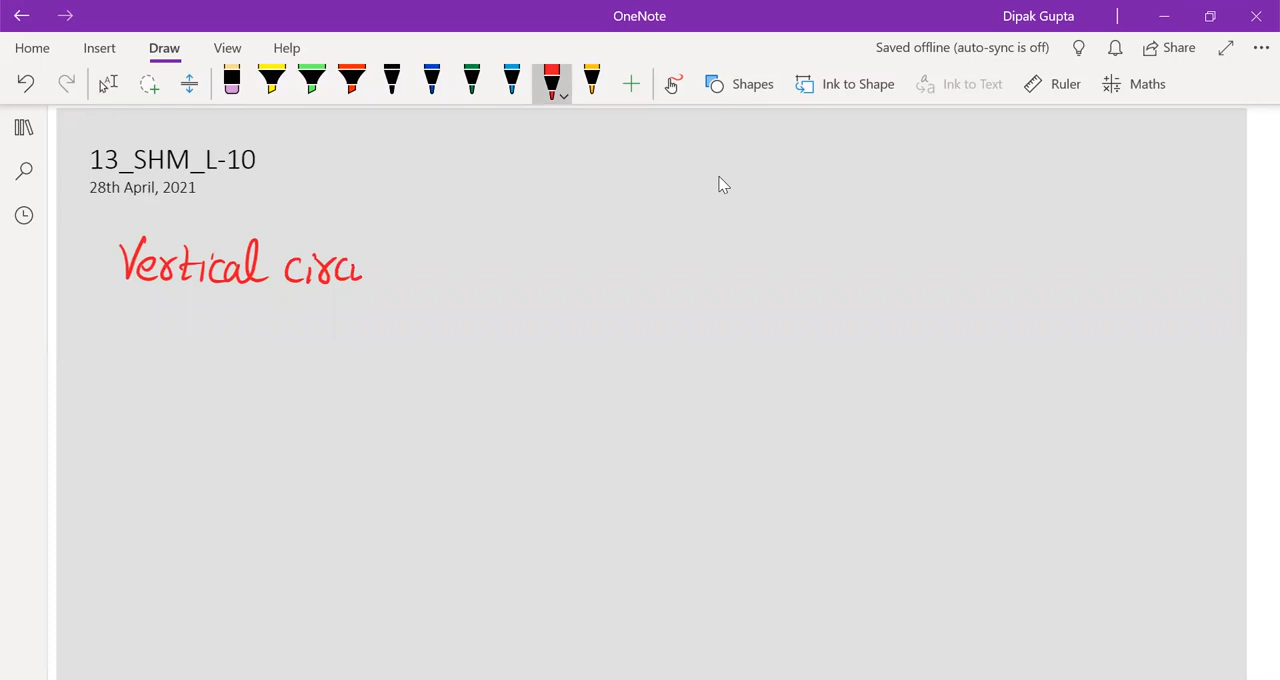 OneNote
Dipak Gupta
Home Insert Draw View Help
Saved offline (auto-sync is off)
Share
Shapes
Ink to Shape
Ink to Text
Ruler
Maths
13_SHM_L-10
28th April, 2021
Vertical circu